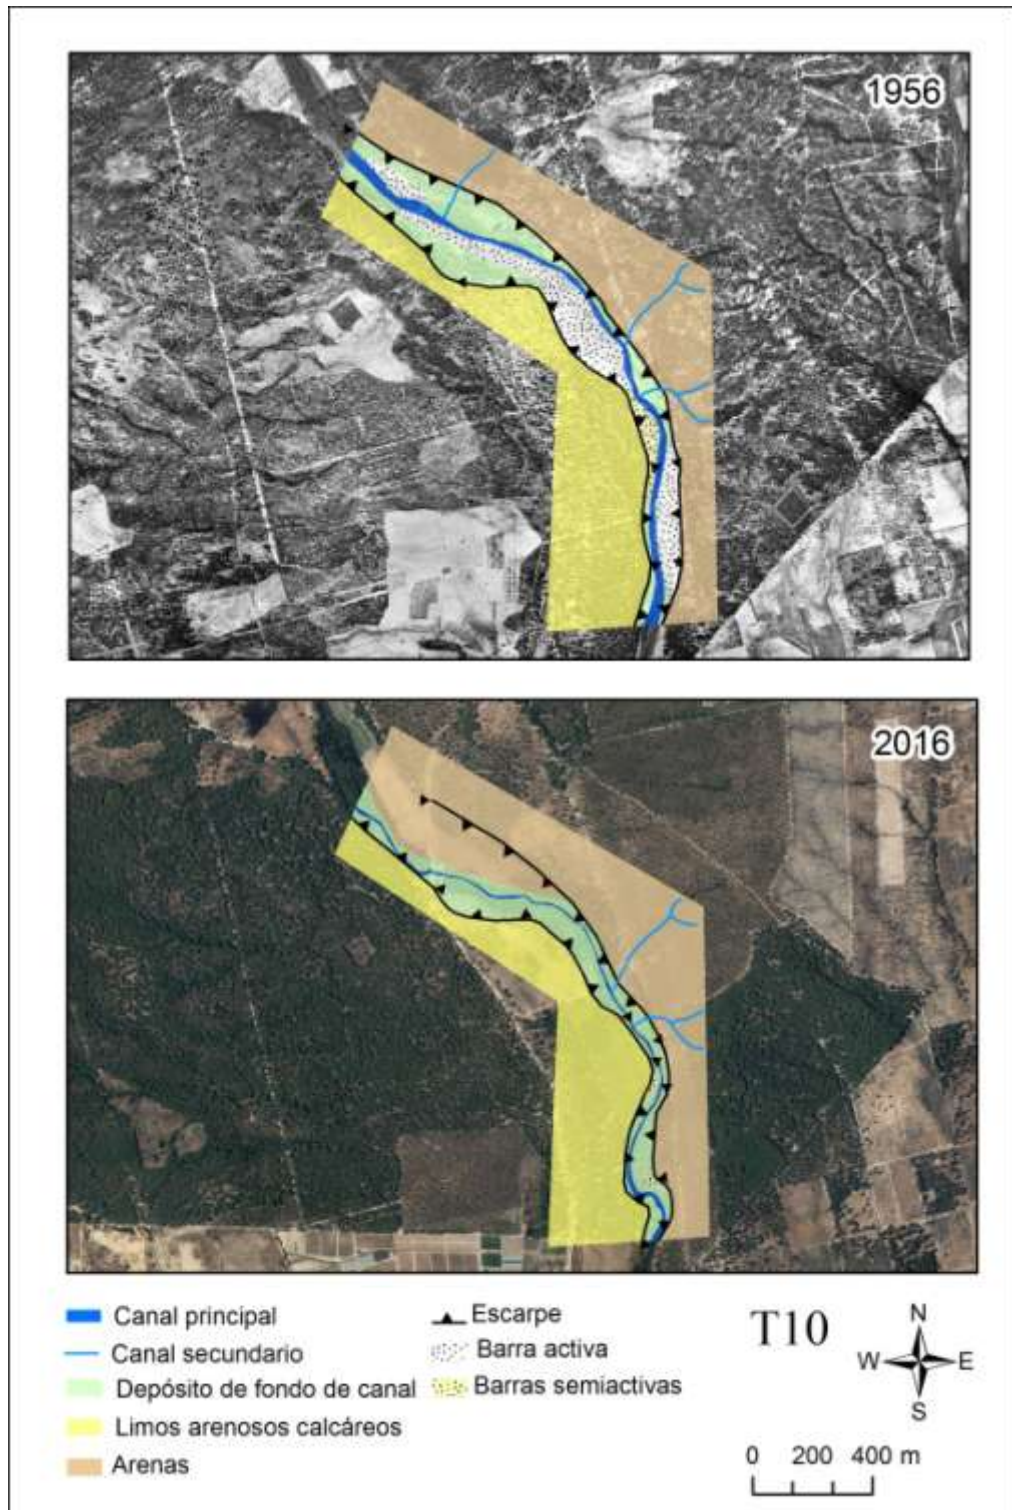 1956
2016
Canal principal
Canal secundario
Depósito de fondo de canal
Limos arenosos calcáreos
Arenas
Escarpe
Barra activa
Barras semiactivas
T10
N
W E
S
0 200 400 m